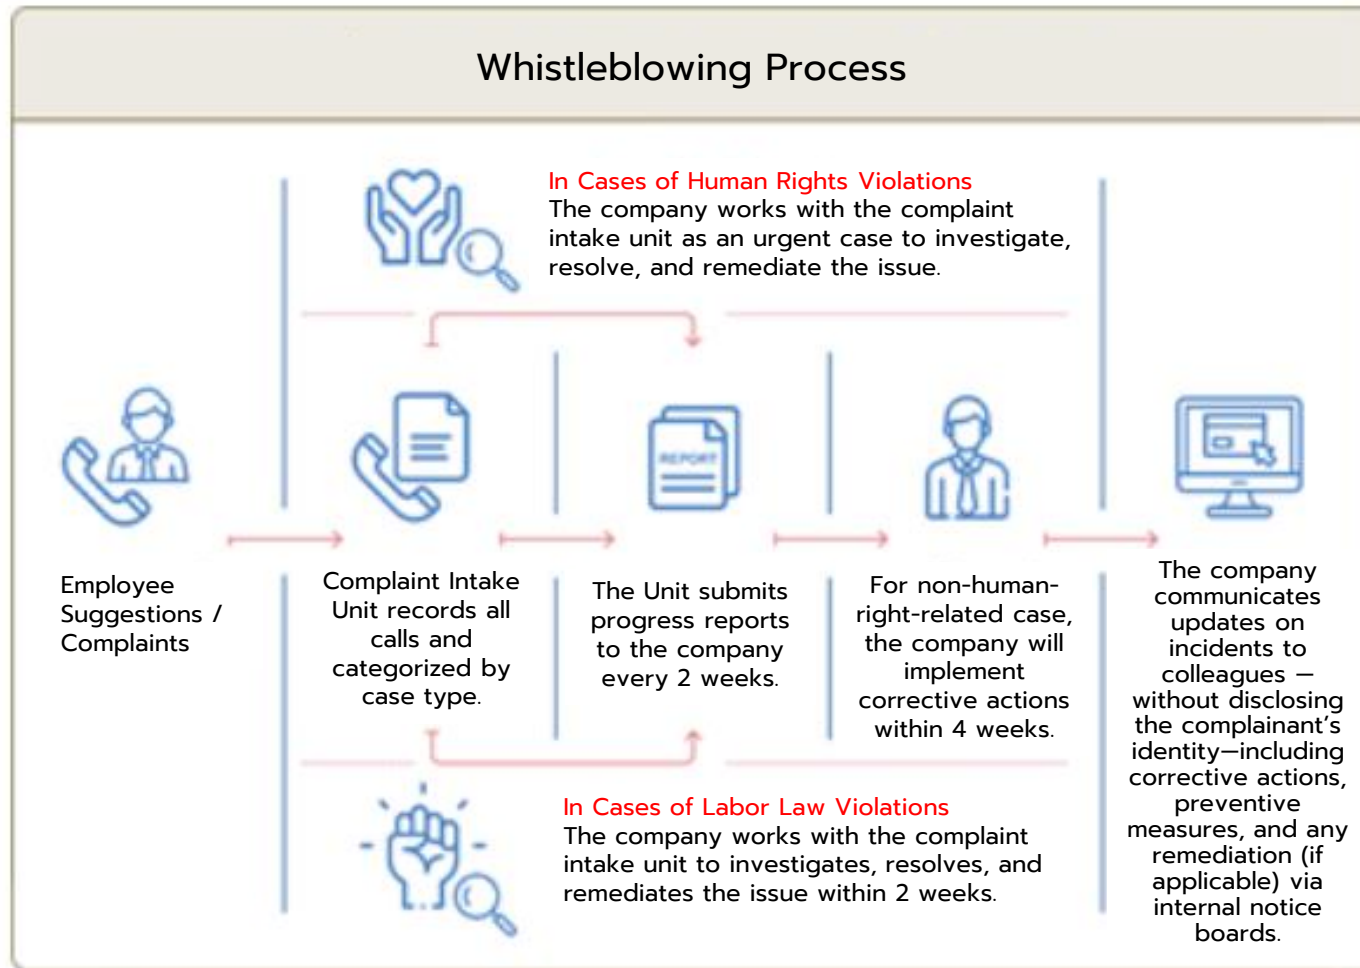 Whistleblowing Process
In Cases of Human Rights Violations
The company works with the complaint
intake unit as an urgent case to investigate,
resolve, and remediate the issue.
Employee
Suggestions /
Complaints
Complaint Intake
Unit records all
calls and
categorized by
case type.
REPORT
The Unit submits
progress reports
to the company
every 2 weeks.
For non-human-
right-related case,
the company will
implement
corrective actions
within 4 weeks.
The company
communicates
updates on
incidents to
colleagues —
without disclosing
the complainant’s
identity—including
corrective actions,
preventive
measures, and any
remediation (if
applicable) via
internal notice
boards.
In Cases of Labor Law Violations
The company works with the complaint
intake unit to investigates, resolves, and
remediates the issue within 2 weeks.